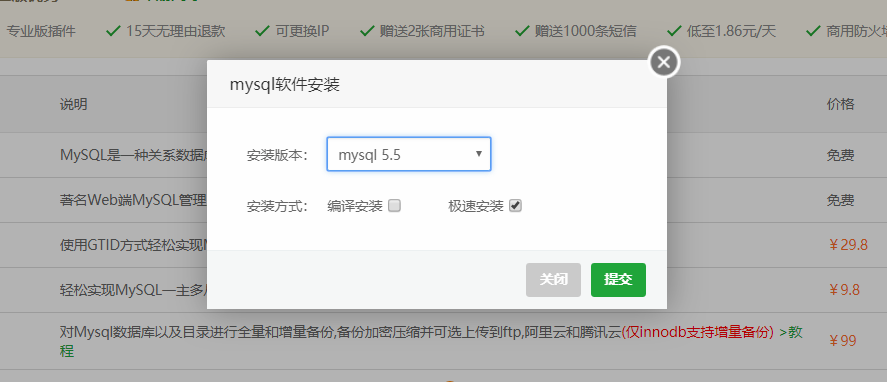 专业版插件 15天无理由退款 可更换IP 赠送2张商用证书 赠送1000条短信 低至1.86元/天 商用防火
mysql软件安装
说明 价格
安装版本： mysql 5.5
MySQL是一种关系数据 免费
著名Web端MySQL管理 免费
安装方式： 编译安装 极速安装
使用GTID方式轻松实现 ￥29.8
关闭 提交
轻松实现MySQL一主多 ￥9.8
对Mysql数据库以及目录进行全量和增量备份,备份加密压缩并可选上传到ftp,阿里云和腾讯云(仅innodb支持增量备份) >教
程
￥99